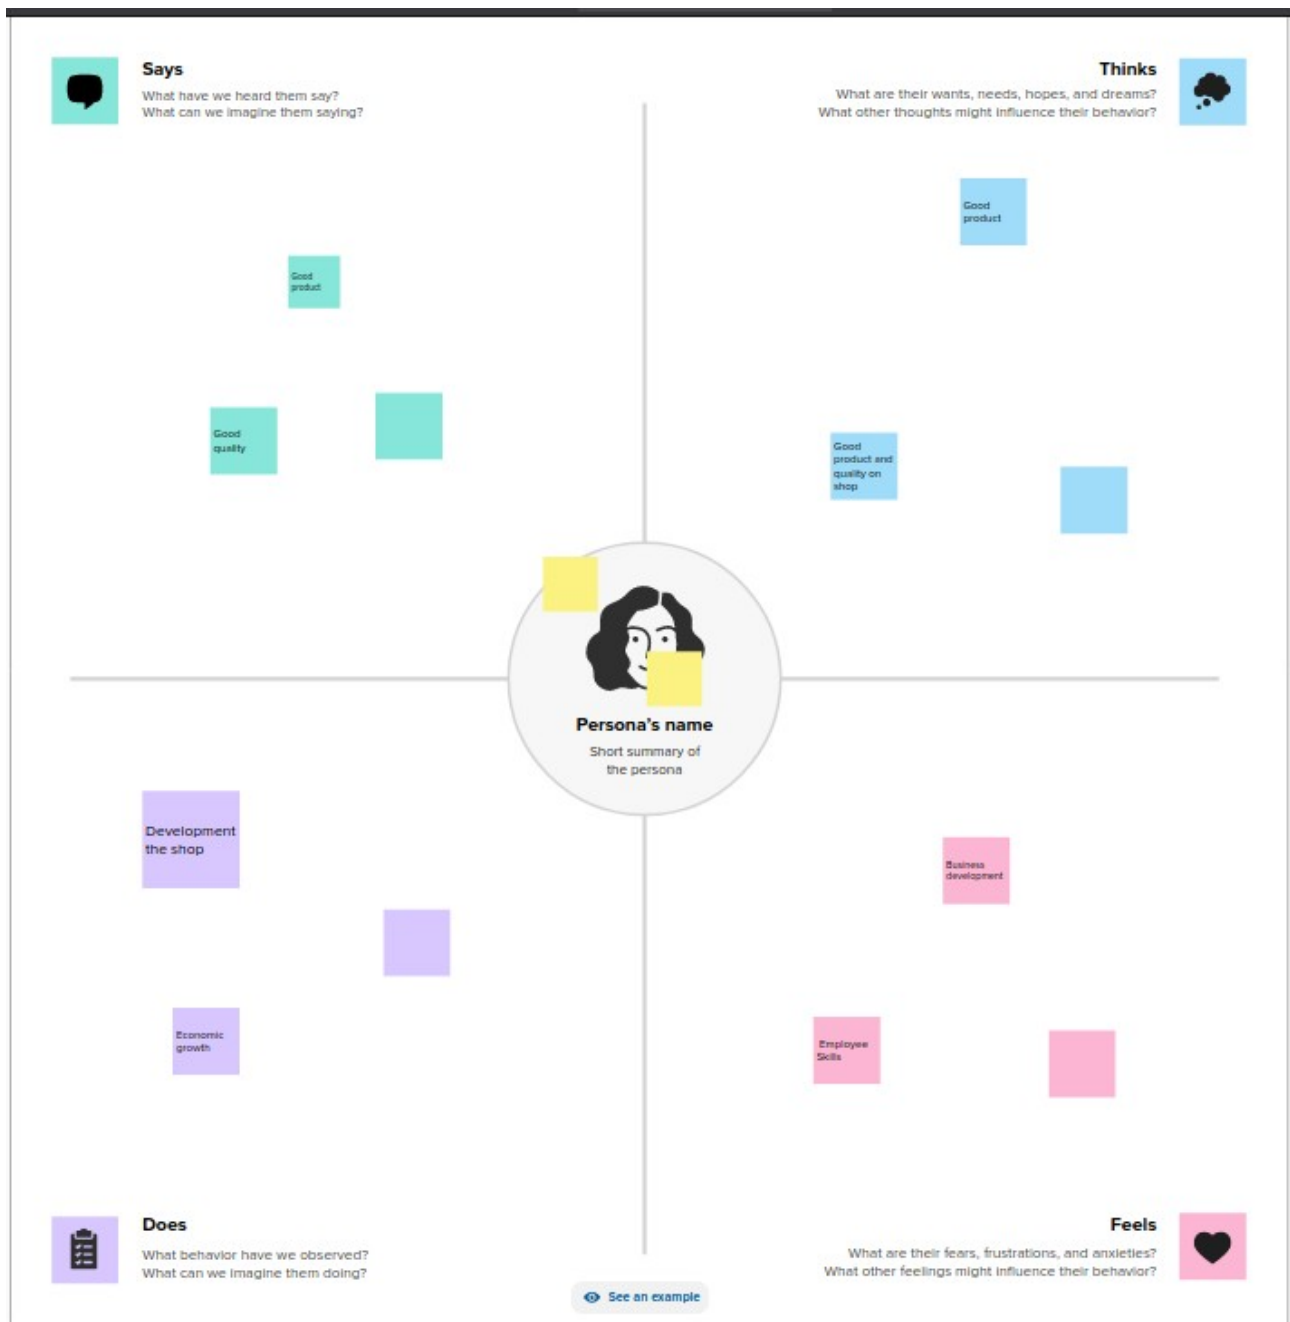 Says
What have we heard them say?
What can we imagine them saying?
Thinks
What are their wants, needs, hopes, and dreams?
What other thoughts might influence their behavior?
Good
product
Good
product
Good
quality
Good
product and
quality on
shop
Persona's name
Short summary of
the persona
Development
the shop
Economic
growth
Business
development
Employee
Skills
Does
What behavior have we observed?
What can we imagine them doing?
Feels
What are their fears, frustrations, and anxieties?
What other feelings might influence their behavior?
See an example